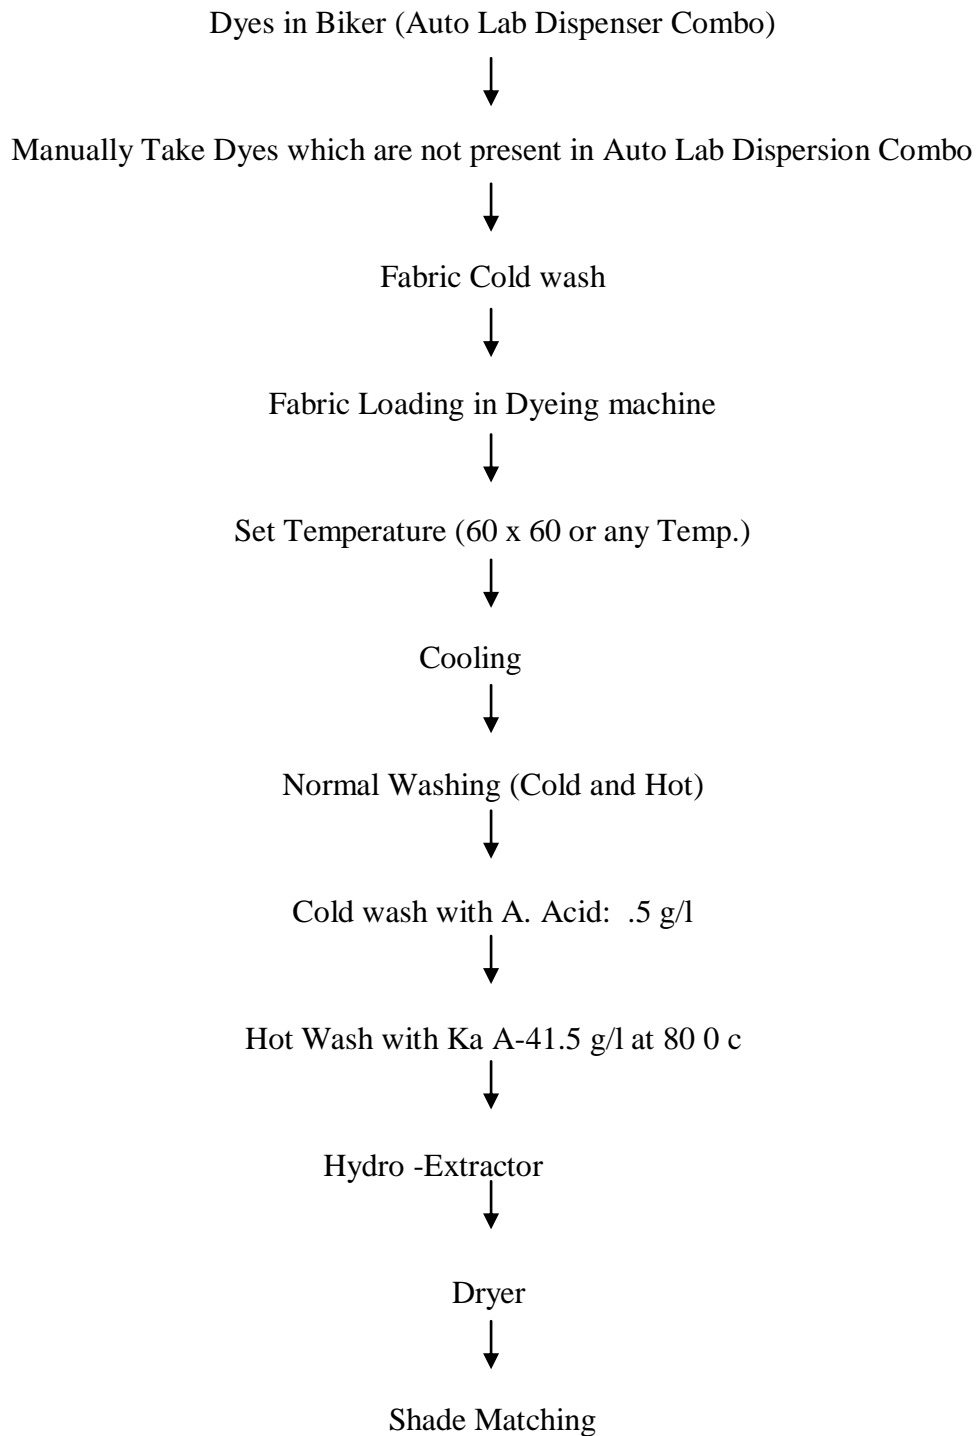 Dyes in Biker (Auto Lab Dispenser Combo)
Manually Take Dyes which are not present in Auto Lab Dispersion Combo
Fabric Cold wash
Fabric Loading in Dyeing machine
Set Temperature (60 x 60 or any Temp.)
Cooling
Normal Washing (Cold and Hot)
Cold wash with A. Acid:  .5 g/l
Hot Wash with Ka A-41.5 g/l at 80 0 c
Hydro -Extractor
Dryer
Shade Matching